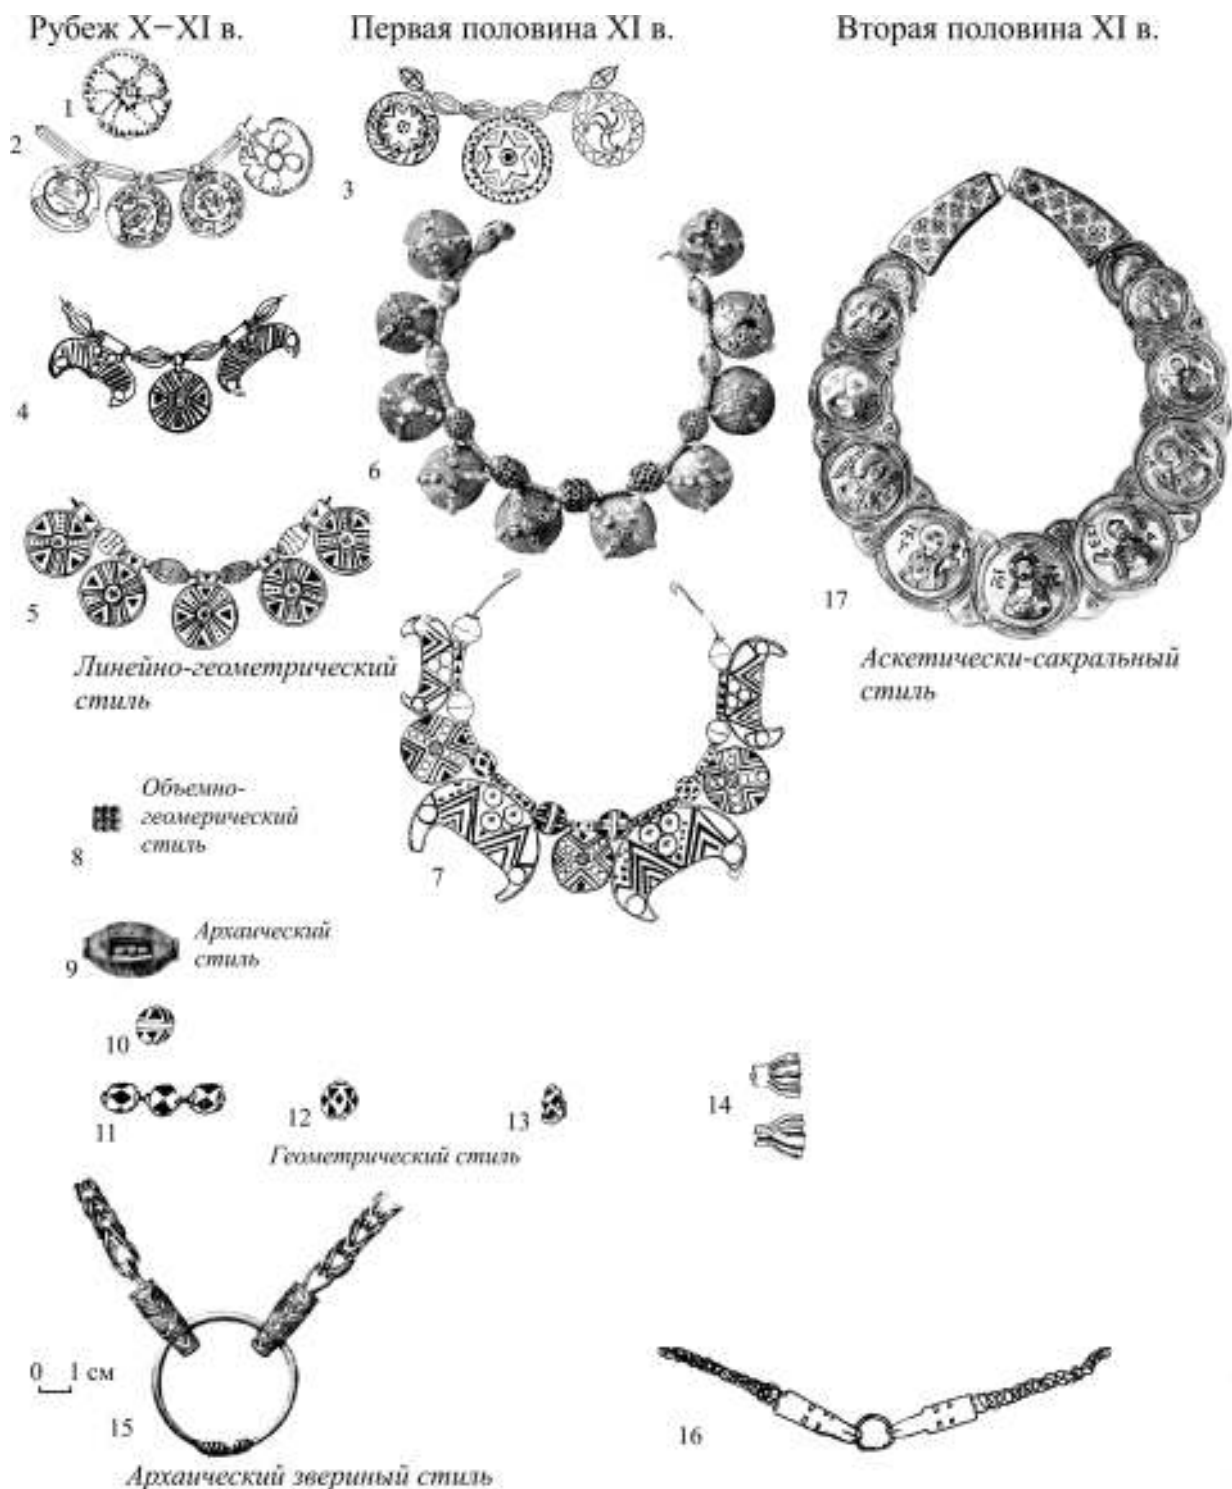 Рубеж X−XI в.
Первая половина XI в.
Вторая половина XI в.
1
2
3
4
5
6
17
Линейно-геометрический
стиль
Аскетически-сакральный
стиль
8
Объемно-
геомерический
стиль
7
9
Архаический
стиль
10
11
12
13
14
Геометрический стиль
0 1 см
15
16
Архаический звериный стиль